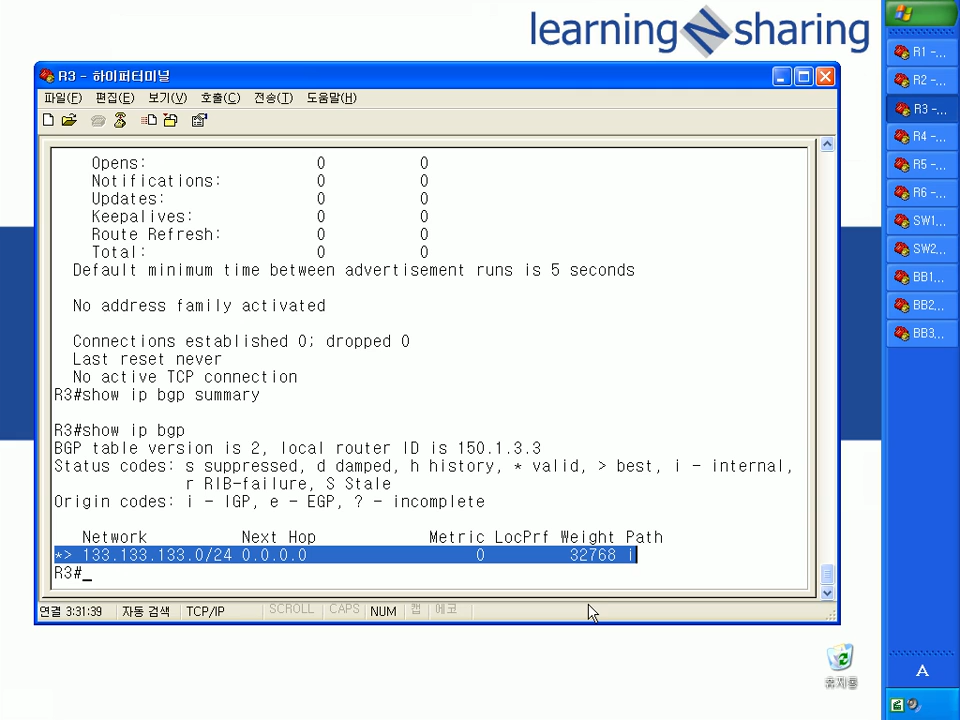 learning sharing
R3 - 하이퍼터미널
파일(F) 편집(E) 보기(V) 호출(C) 전송(T) 도움말(H)
Opens: 0 0
Notifications: 0 0
Updates: 0 0
Keepalives: 0 0
Route Refresh: 0 0
Total: 0 0
Default minimum time between advertisement runs is 5 seconds
No address family activated
Connections established 0; dropped 0
Last reset never
No active TCP connection
R3#show ip bgp summary
R3#show ip bgp
BGP table version is 2, local router ID is 150.1.3.3
Status codes: s suppressed, d damped, h history, * valid, > best, i - internal,
r RIB-failure, S Stale
Origin codes: i - IGP, e - EGP, ? - incomplete
Network Next Hop Metric LocPrf Weight Path
*> 133.133.133.0/24 0.0.0.0 0 32768 i
R3#_
연결 3:31:39 자동 검색 TCP/IP SCROLL CAPS NUM 캡 에코
휴지통
R1 -...
R2 -...
R3 -...
R4 -...
R5 -...
R6 -...
SW1...
SW2...
BB1...
BB2...
BB3...
A